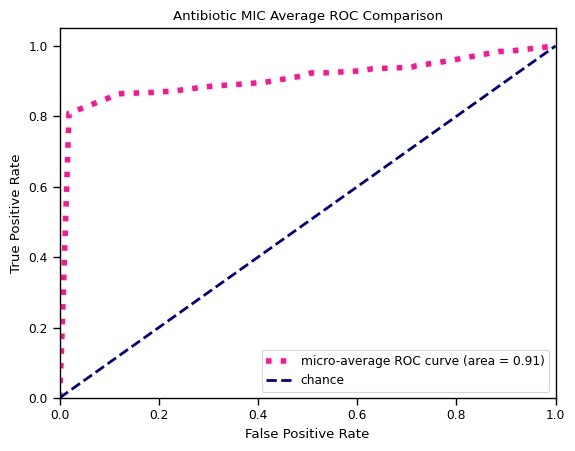 Antibiotic MIC Average ROC Comparison
1.0
0.8
0.6
0.4
0.2
0.0
True Positive Rate
micro-average ROC curve (area = 0.91)
chance
0.0 0.2 0.4 0.6 0.8 1.0
False Positive Rate